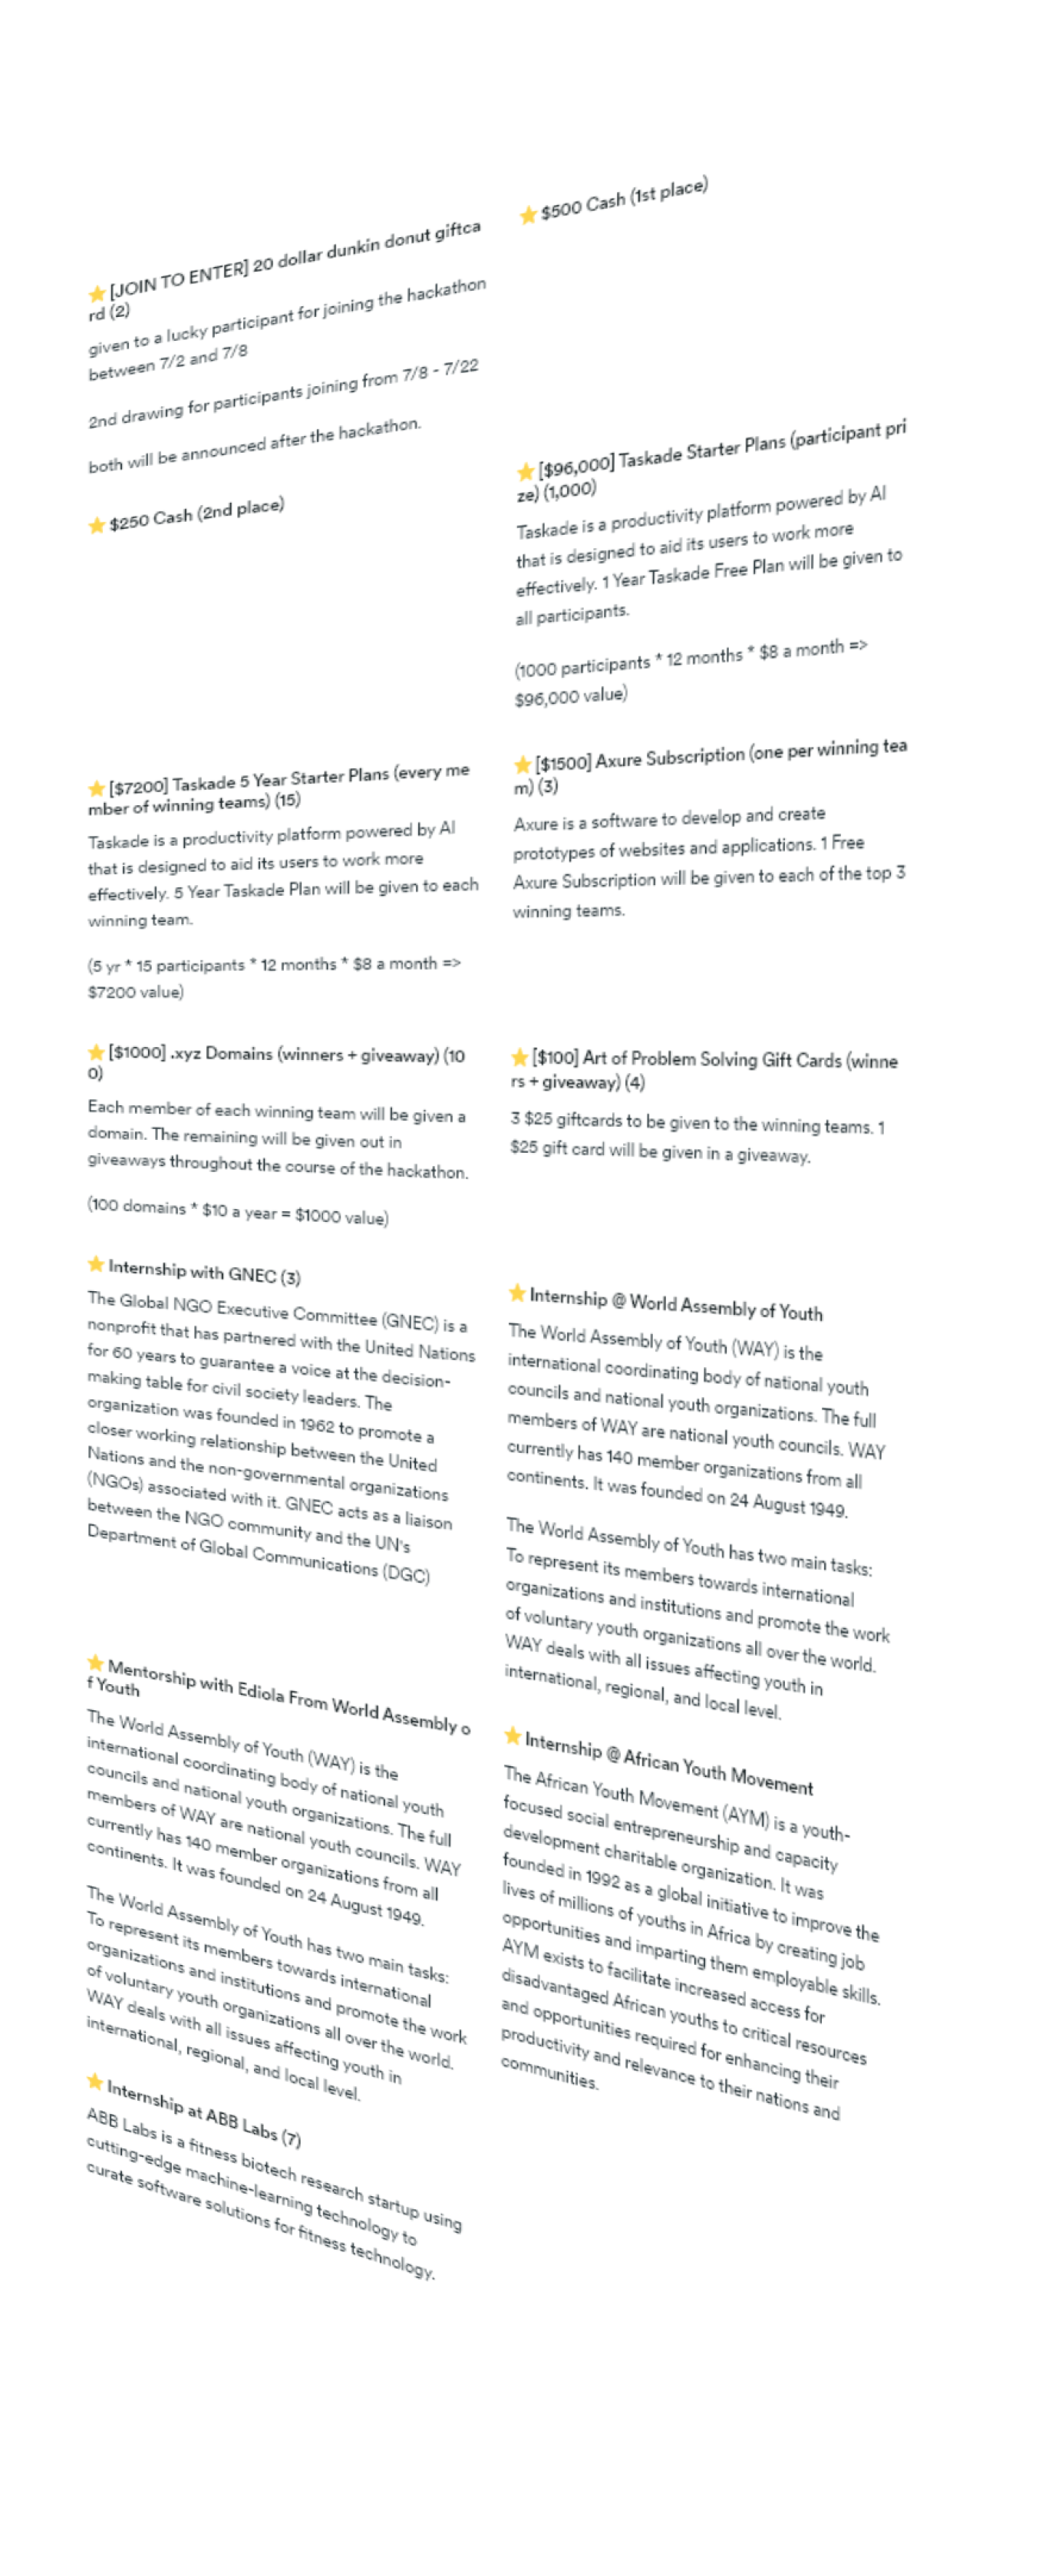 ⭐ [JOIN TO ENTER] 20 dollar dunkin donut giftca
rd (2)
given to a lucky participant for joining the hackathon
between 7/2 and 7/8
2nd drawing for participants joining from 7/8 - 7/22
both will be announced after the hackathon.
⭐ $500 Cash (1st place)
⭐ $250 Cash (2nd place)
⭐ [$96,000] Taskade Starter Plans (participant pri
ze) (1,000)
Taskade is a productivity platform powered by AI
that is designed to aid its users to work more
effectively. 1 Year Taskade Free Plan will be given to
all participants.
(1000 participants * 12 months * $8 a month =>
$96,000 value)
⭐ [$7200] Taskade 5 Year Starter Plans (every me
mber of winning teams) (15)
Taskade is a productivity platform powered by AI
that is designed to aid its users to work more
effectively. 5 Year Taskade Plan will be given to each
winning team.
(5 yr * 15 participants * 12 months * $8 a month =>
$7200 value)
⭐ [$1500] Axure Subscription (one per winning tea
m) (3)
Axure is a software to develop and create
prototypes of websites and applications. 1 Free
Axure Subscription will be given to each of the top 3
winning teams.
⭐ [$1000] .xyz Domains (winners + giveaway) (10
0)
Each member of each winning team will be given a
domain. The remaining will be given out in
giveaways throughout the course of the hackathon.
(100 domains * $10 a year = $1000 value)
⭐ [$100] Art of Problem Solving Gift Cards (winne
rs + giveaway) (4)
3 $25 giftcards to be given to the winning teams. 1
$25 gift card will be given in a giveaway.
⭐ Internship with GNEC (3)
The Global NGO Executive Committee (GNEC) is a
nonprofit that has partnered with the United Nations
for 60 years to guarantee a voice at the decision-
making table for civil society leaders. The
organization was founded in 1962 to promote a
closer working relationship between the United
Nations and the non-governmental organizations
(NGOs) associated with it. GNEC acts as a liaison
between the NGO community and the UN's
Department of Global Communications (DGC)
⭐ Internship @ World Assembly of Youth
The World Assembly of Youth (WAY) is the
international coordinating body of national youth
councils and national youth organizations. The full
members of WAY are national youth councils. WAY
currently has 140 member organizations from all
continents. It was founded on 24 August 1949.
The World Assembly of Youth has two main tasks:
To represent its members towards international
organizations and institutions and promote the work
of voluntary youth organizations all over the world.
WAY deals with all issues affecting youth in
international, regional, and local level.
⭐ Mentorship with Ediola From World Assembly o
f Youth
The World Assembly of Youth (WAY) is the
international coordinating body of national youth
councils and national youth organizations. The full
members of WAY are national youth councils. WAY
currently has 140 member organizations from all
continents. It was founded on 24 August 1949.
The World Assembly of Youth has two main tasks:
To represent its members towards international
organizations and institutions and promote the work
of voluntary youth organizations all over the world.
WAY deals with all issues affecting youth in
international, regional, and local level.
⭐ Internship @ African Youth Movement
The African Youth Movement (AYM) is a youth-
focused social entrepreneurship and capacity
development charitable organization. It was
founded in 1992 as a global initiative to improve the
lives of millions of youths in Africa by creating job
opportunities and imparting them employable skills.
AYM exists to facilitate increased access for
disadvantaged African youths to critical resources
and opportunities required for enhancing their
productivity and relevance to their nations and
communities.
⭐ Internship at ABB Labs (7)
ABB Labs is a fitness biotech research startup using
cutting-edge machine-learning technology to
curate software solutions for fitness technology.